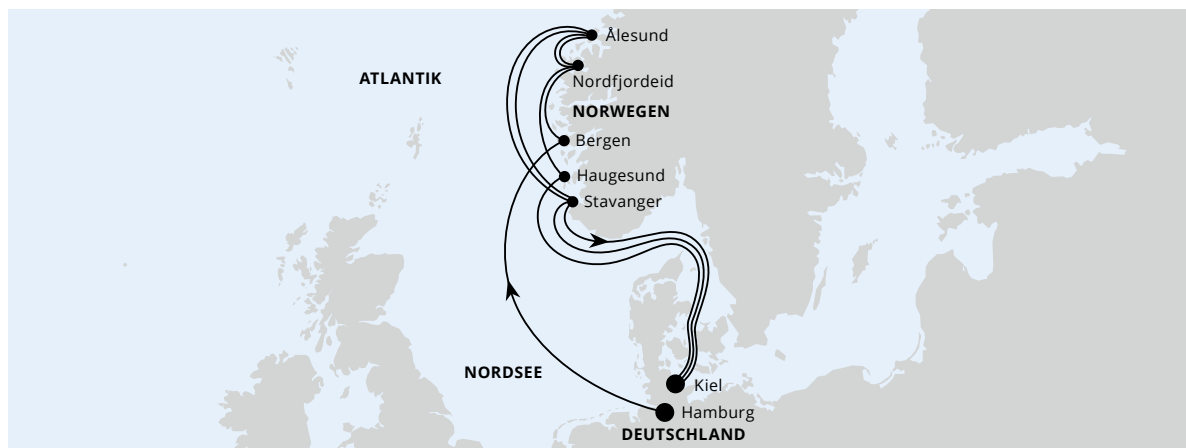 Ålesund
ATLANTIK
Nordfjordeid
NORWEGEN
Bergen
Haugesund
Stavanger
NORDSEE
Kiel
Hamburg
DEUTSCHLAND